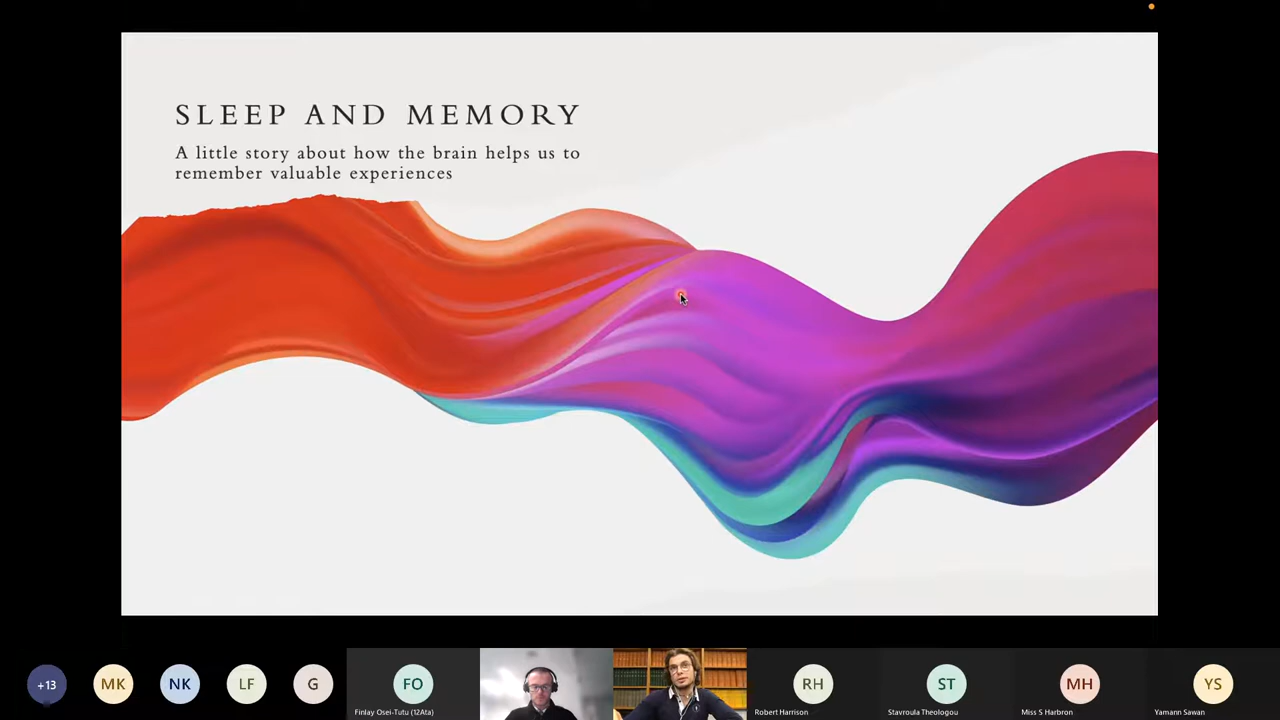 SLEEP AND MEMORY
A little story about how the brain helps us to
remember valuable experiences
+13
MK
NK
LF
G
FO
RH
ST
MH
YS
Finlay Osei-Tutu (12Ata)
Robert Harrison
Stavroula Theologou
Miss S Harbron
Yamann Sawan